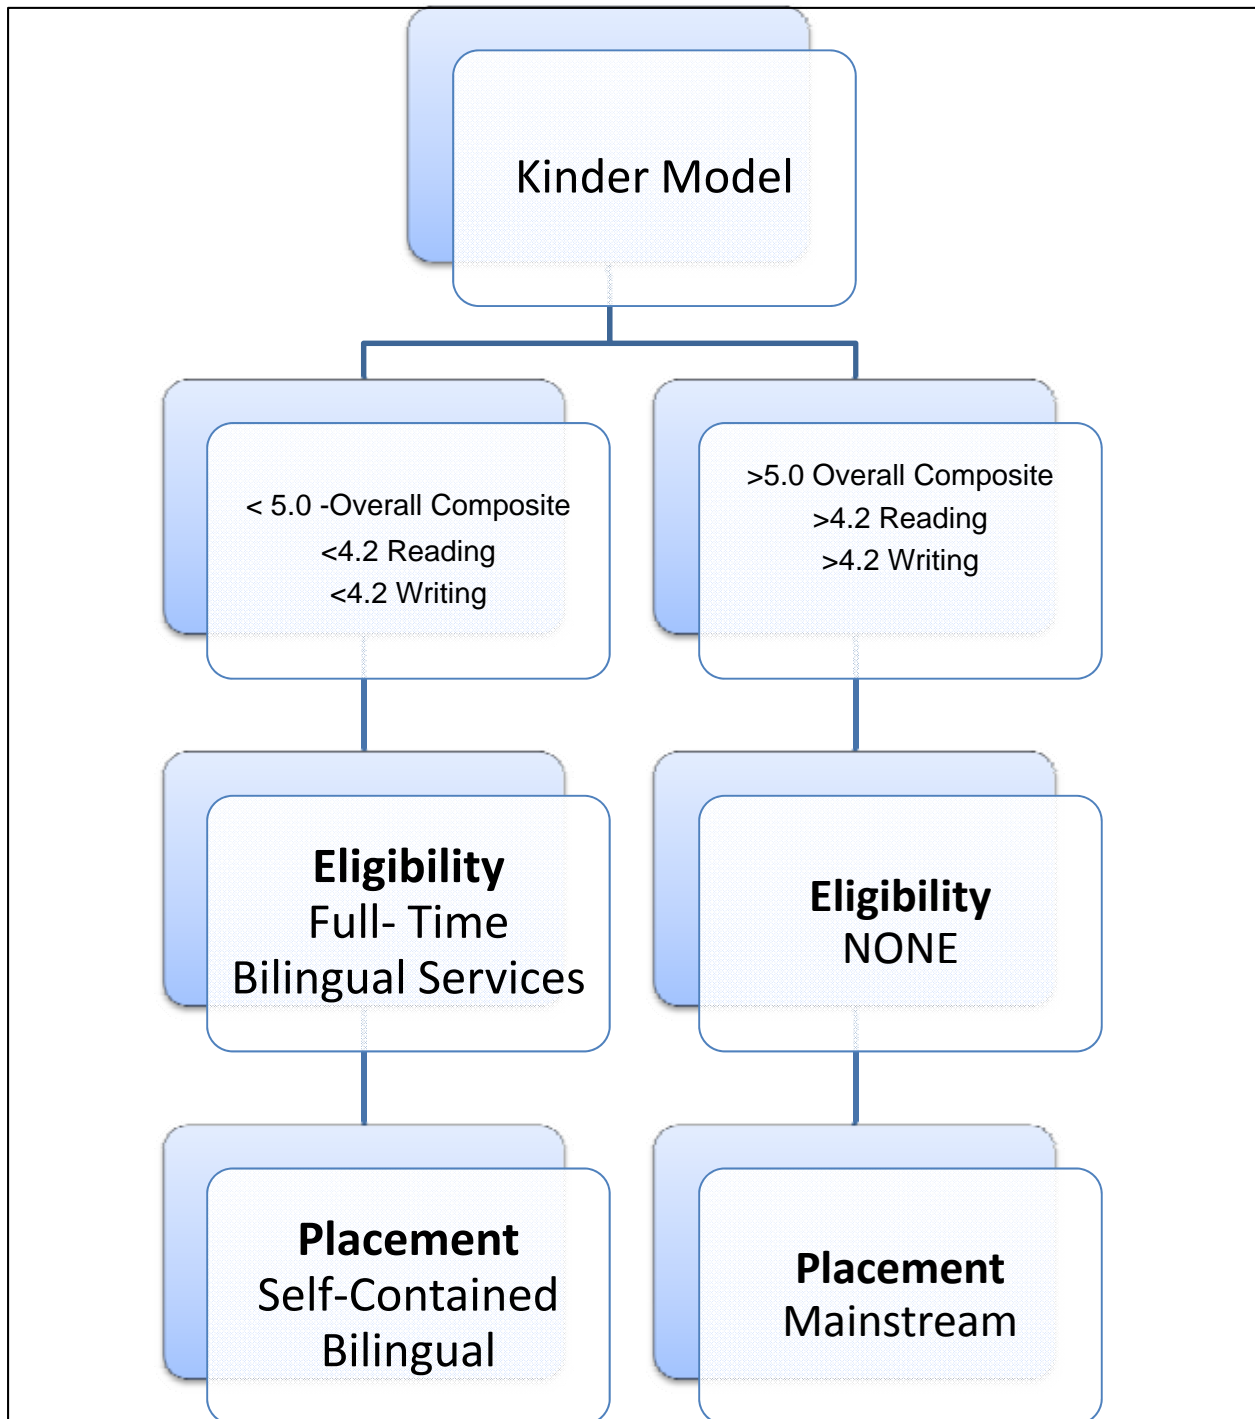 Kinder Model
< 5.0 -Overall Composite
<4.2 Reading
<4.2 Writing
>5.0 Overall Composite
>4.2 Reading
>4.2 Writing
Eligibility
Full- Time
Bilingual Services
Eligibility
NONE
Placement
Self-Contained
Bilingual
Placement
Mainstream